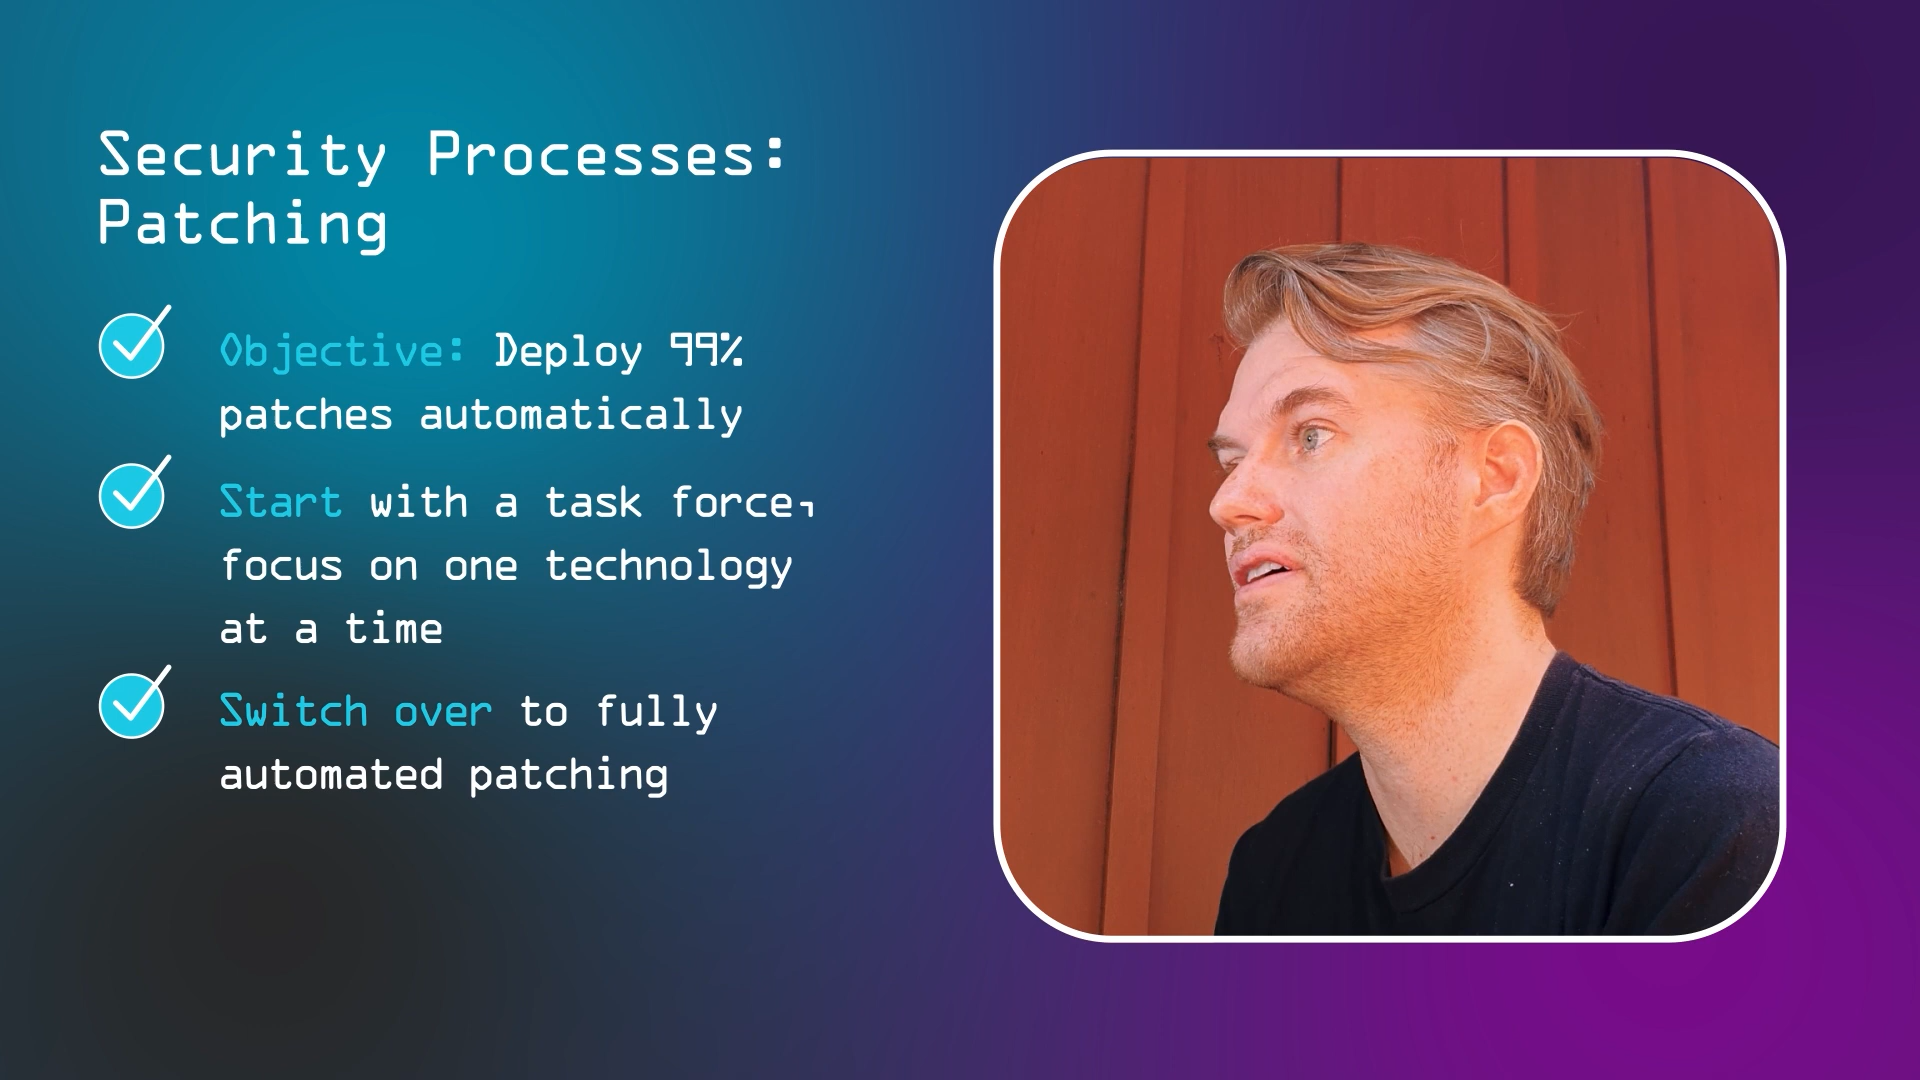 Security Processes:
Patching
Objective: Deploy 99%
patches automatically
Start with a task force,
focus on one technology
at a time
Switch over to fully
automated patching